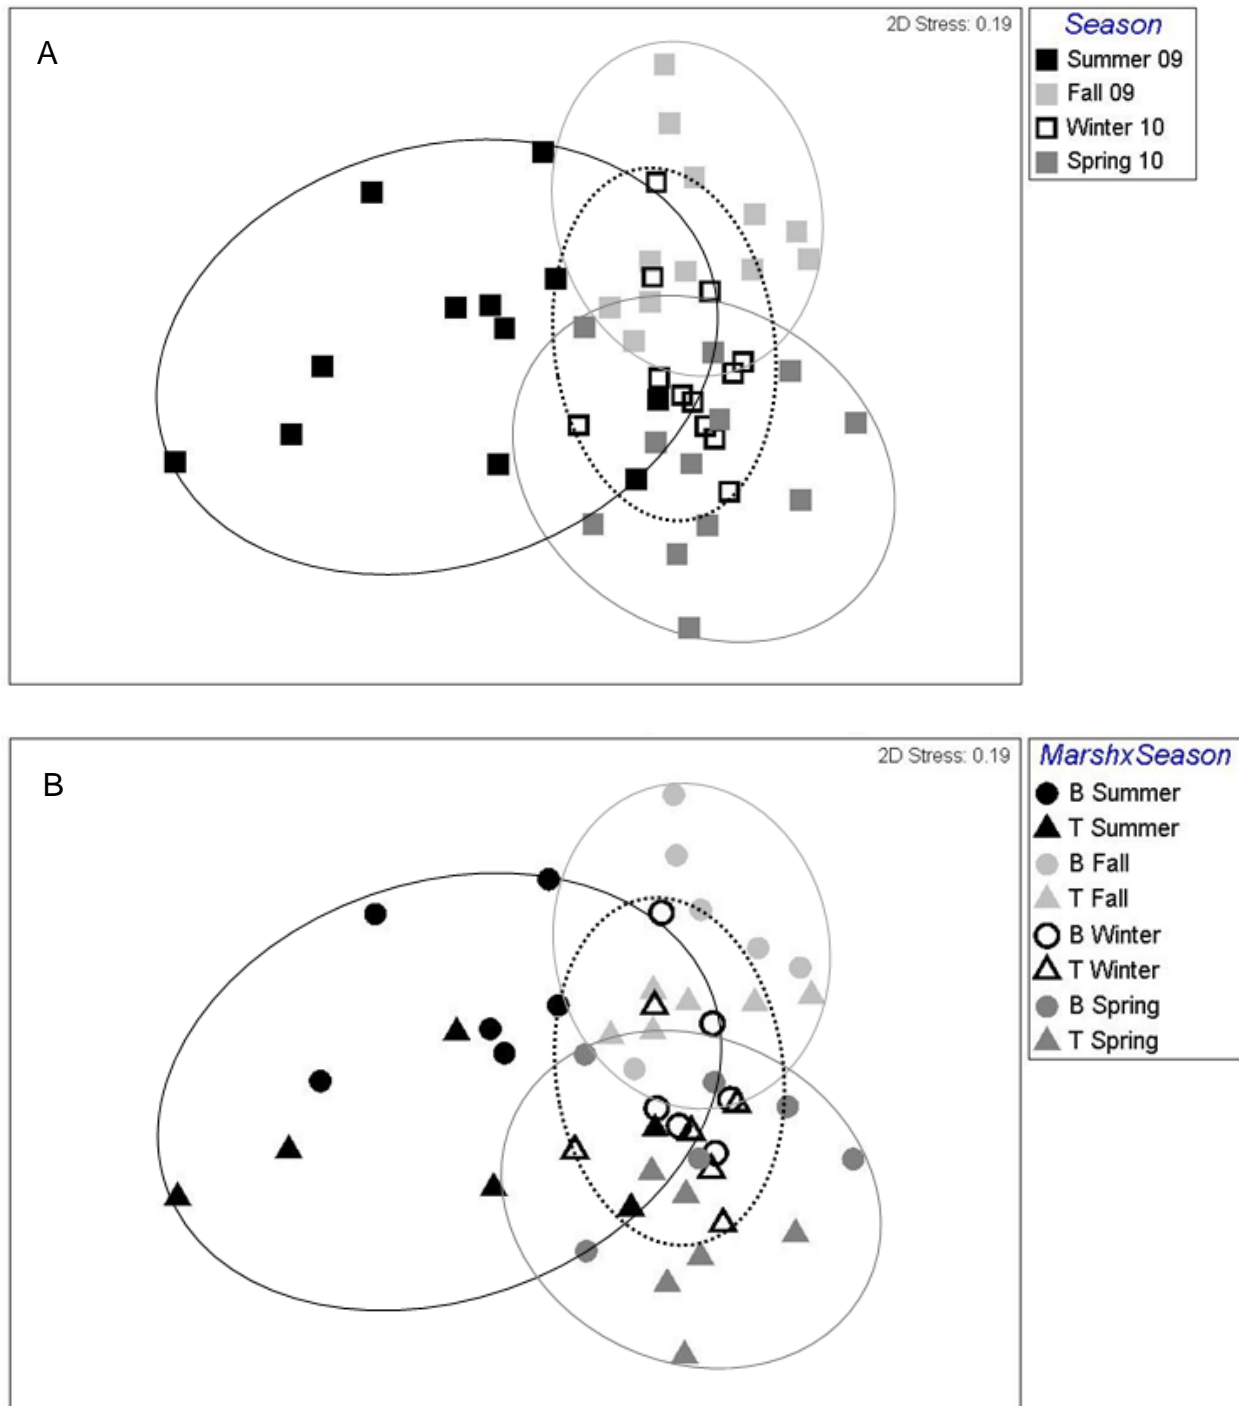 A
2D Stress: 0.19
Season
Summer 09
Fall 09
Winter 10
Spring 10
B
2D Stress: 0.19
MarshxSeason
B Summer
T Summer
B Fall
T Fall
B Winter
T Winter
B Spring
T Spring